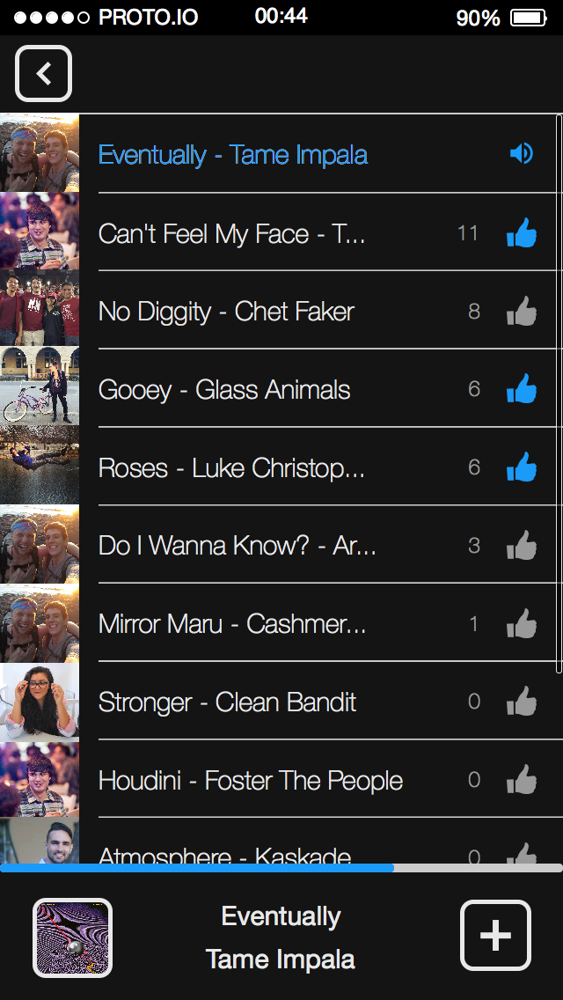 PROTO.IO 00:44 90%
Eventually - Tame Impala
Can't Feel My Face - T... 11
No Diggity - Chet Faker 8
Gooey - Glass Animals 6
Roses - Luke Christop... 6
Do I Wanna Know? - Ar... 3
Mirror Maru - Cashmer... 1
Stronger - Clean Bandit 0
Houdini - Foster The People 0
Atmosphere - Kaskade 0
Eventually
Tame Impala